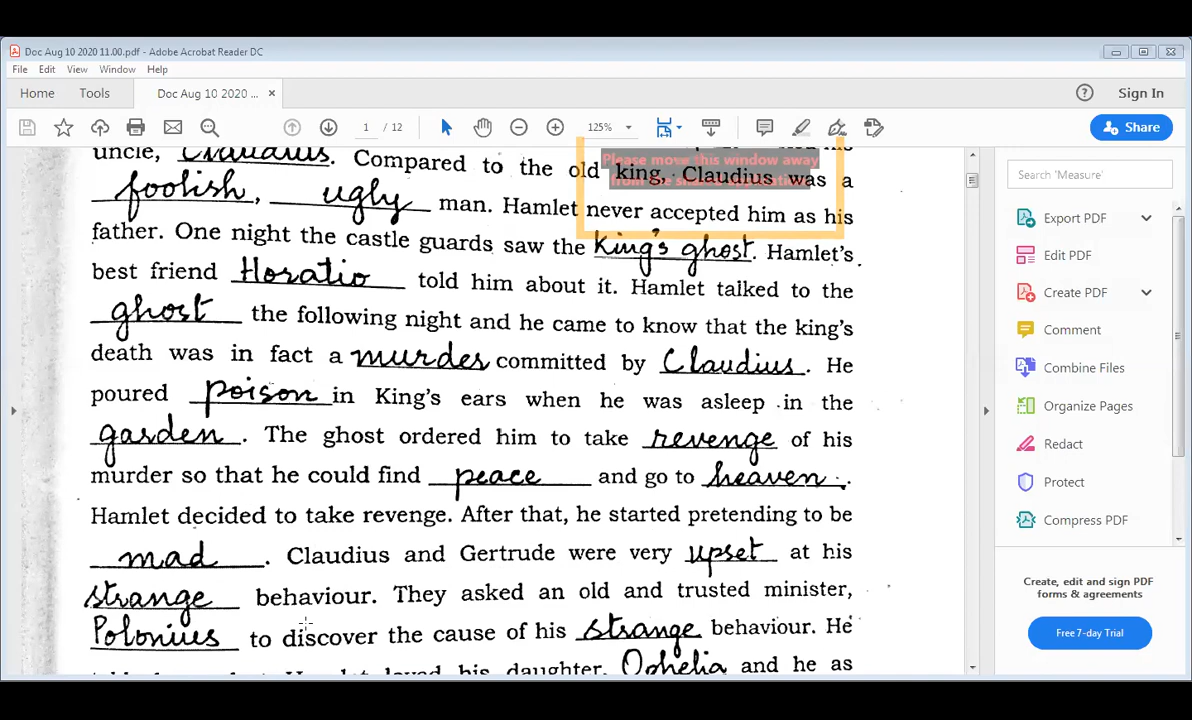 Doc Aug 10 2020 11.00.pdf - Adobe Acrobat Reader DC
File Edit View Window Help
Home Tools Doc Aug 10 2020 ... × Sign In
1 / 12 125% Share
uncle, Claudius. Compared to the old king, Claudius was a
Please move this window away
foolish, ugly man. Hamlet never accepted him as his
father. One night the castle guards saw the king's ghost. Hamlet's
best friend Horatio told him about it. Hamlet talked to the
ghost the following night and he came to know that the king's
death was in fact a murder committed by Claudius. He
poured poison in King's ears when he was asleep in the
garden. The ghost ordered him to take revenge of his
murder so that he could find peace and go to heaven.
Hamlet decided to take revenge. After that, he started pretending to be
mad. Claudius and Gertrude were very upset at his
strange behaviour. They asked an old and trusted minister,
Polonius to discover the cause of his strange behaviour. He
loved his daughter, Ophelia and he as
Search 'Measure'
Export PDF
Edit PDF
Create PDF
Comment
Combine Files
Organize Pages
Redact
Protect
Compress PDF
Create, edit and sign PDF
forms & agreements
Free 7-day Trial